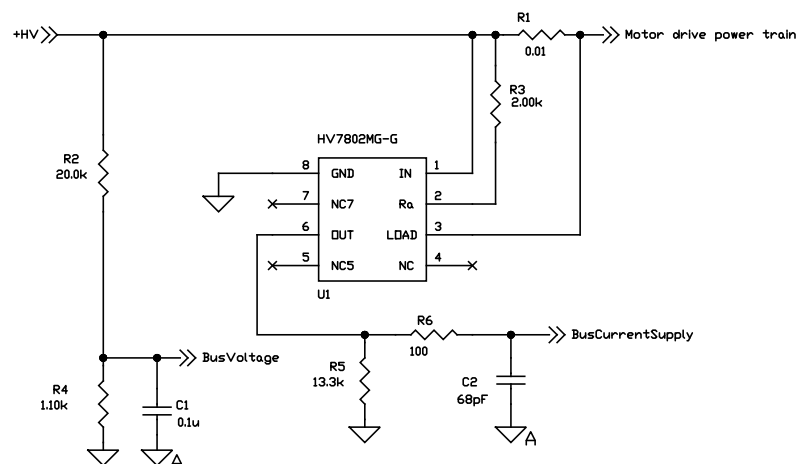 R1
+HV
Motor drive power train
0.01
R3
2.00k
HV7802MG-G
R2
20.0k
8 GND IN 1
7 NC7 Ra 2
6 OUT LOAD 3
5 NC5 NC 4
U1
R6
BusCurrentSupply
100
BusVoltage
R5
13.3k
C2
68pF
R4
1.10k
C1
0.1u
A
A